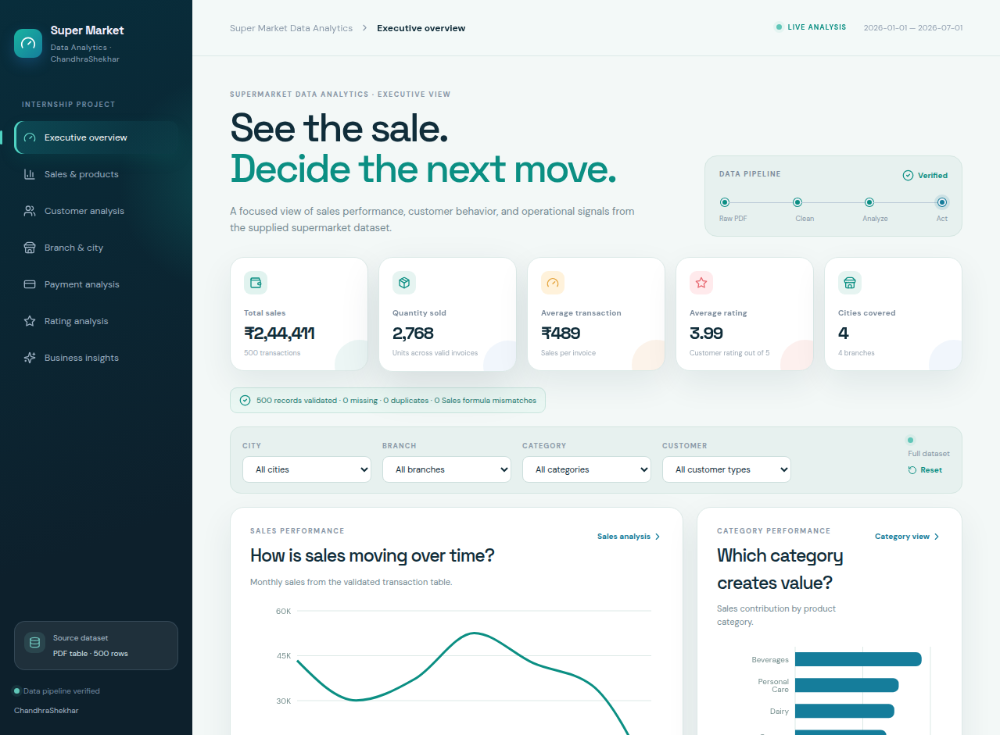 Super Market
Data Analytics ·
ChandhraShekhar
INTERNSHIP PROJECT
Executive overview
Sales & products
Customer analysis
Branch & city
Payment analysis
Rating analysis
Business insights
Source dataset
PDF table · 500 rows
Data pipeline verified
ChandhraShekhar
Super Market Data Analytics
Executive overview
LIVE ANALYSIS
2026-01-01 — 2026-07-01
SUPERMARKET DATA ANALYTICS · EXECUTIVE VIEW
See the sale.
Decide the next move.
A focused view of sales performance, customer behavior, and operational signals from
the supplied supermarket dataset.
DATA PIPELINE
Verified
Raw PDF
Clean
Analyze
Act
Total sales
₹2,44,411
500 transactions
Quantity sold
2,768
Units across valid invoices
Average transaction
₹489
Sales per invoice
Average rating
3.99
Customer rating out of 5
Cities covered
4
4 branches
500 records validated · 0 missing · 0 duplicates · 0 Sales formula mismatches
CITY
All cities
BRANCH
All branches
CATEGORY
All categories
CUSTOMER
All customer types
Full dataset
Reset
SALES PERFORMANCE
Sales analysis
How is sales moving over time?
Monthly sales from the validated transaction table.
60K
45K
30K
CATEGORY PERFORMANCE
Category view
Which category
creates value?
Sales contribution by product
category.
Beverages
Personal
Care
Dairy